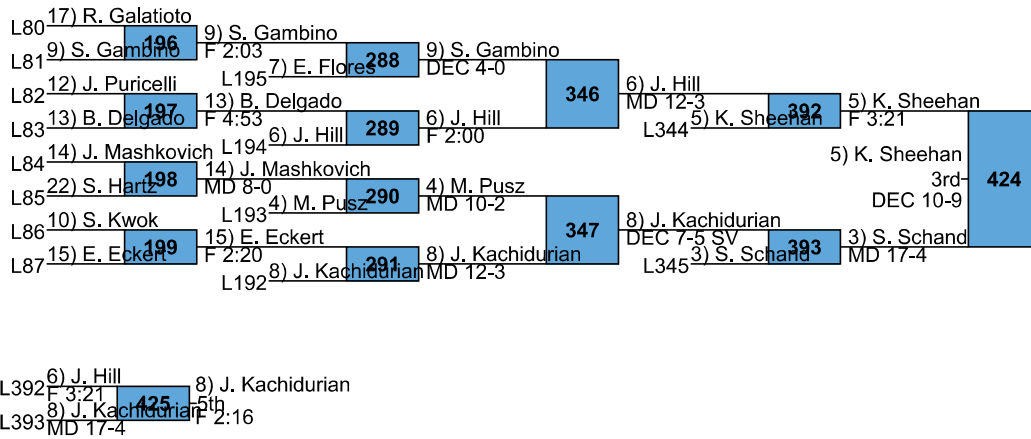 L80 17) R. Galatioto
196
L81 9) S. Gambino
9) S. Gambino
F 2:03
288
L195 7) E. Flores
9) S. Gambino
DEC 4-0
L82 12) J. Puricelli
197
L83 13) B. Delgado
13) B. Delgado
F 4:53
289
L194 6) J. Hill
6) J. Hill
F 2:00
346
6) J. Hill
MD 12-3
392
L344 5) K. Sheehan
5) K. Sheehan
F 3:21
L84 14) J. Mashkovich
198
L85 22) S. Hartz
14) J. Mashkovich
MD 8-0
290
L193 4) M. Pusz
4) M. Pusz
MD 10-2
L86 10) S. Kwok
199
L87 15) E. Eckert
15) E. Eckert
F 2:20
291
L192 8) J. Kachidurian
8) J. Kachidurian
MD 12-3
347
8) J. Kachidurian
DEC 7-5 SV
393
L345 3) S. Schand
3) S. Schand
MD 17-4
5) K. Sheehan
3rd
DEC 10-9
424
L392 6) J. Hill
F 3:21
425
L393 8) J. Kachidurian
MD 17-4
8) J. Kachidurian
5th
F 2:16